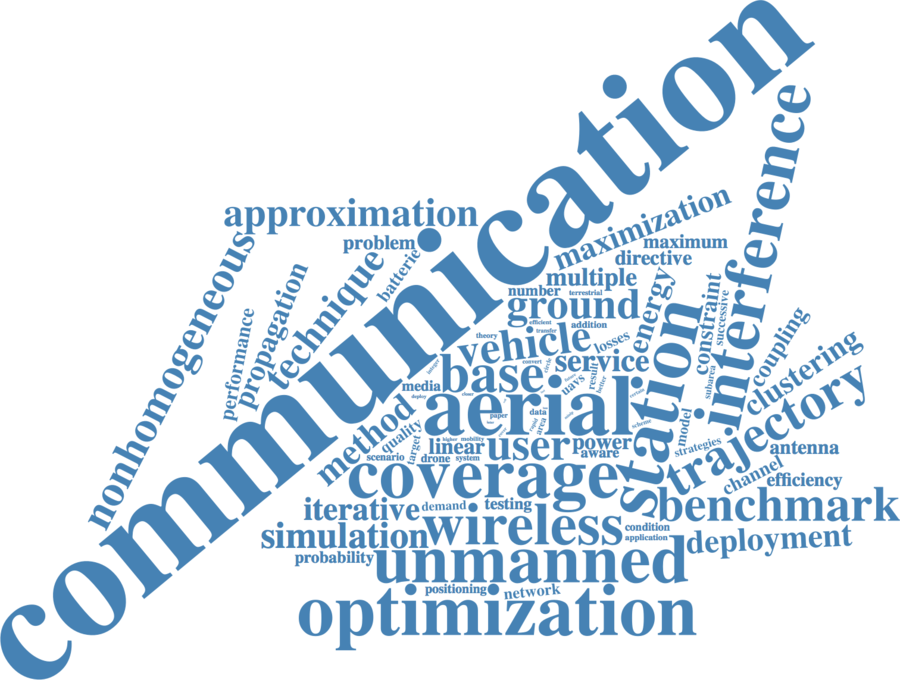 communication
approximation
nonhomogeneous
problem
technique
batterie
propagation
performance
maximization
maximum
directive
multiple
number
terrestrial
ground
energy
interference
constraint
successive
subarea
station
efficient
addition
transfer
theory
vehicle
losses
convert
service
result
uavs
coupling
clustering
trajectory
media
base
aerial
deploy
paper
data
area
scheme
model
strategies
method
quality
target
linear
higher
mobility
user
power
aware
scenario
drone
system
antenna
channel
efficiency
coverage
iterative
demand
testing
benchmark
simulation
wireless
condition
application
deployment
probability
unmanned
positioning
network
optimization